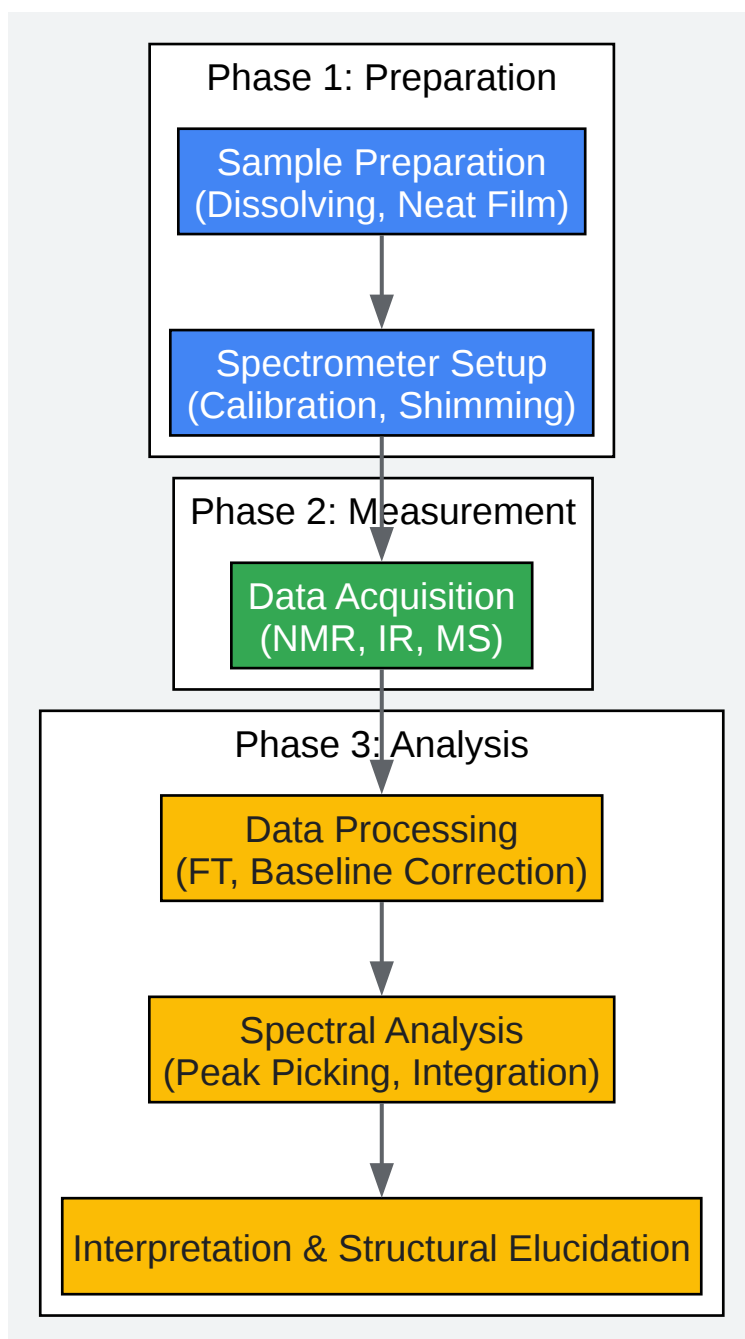 Phase 1: Preparation
Sample Preparation
(Dissolving, Neat Film)
Spectrometer Setup
(Calibration, Shimming)
Phase 2: Measurement
Data Acquisition
(NMR, IR, MS)
Phase 3: Analysis
Data Processing
(FT, Baseline Correction)
Spectral Analysis
(Peak Picking, Integration)
Interpretation & Structural Elucidation